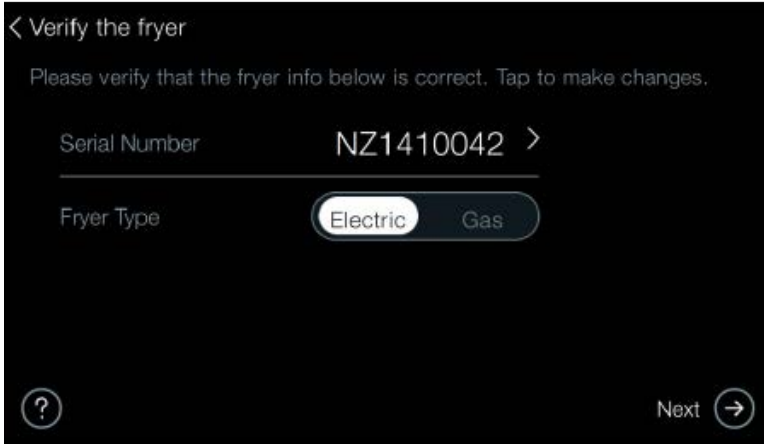 Verify the fryer
Please verify that the fryer info below is correct. Tap to make changes.
Serial Number NZ1410042
Fryer Type Electric Gas
? Next